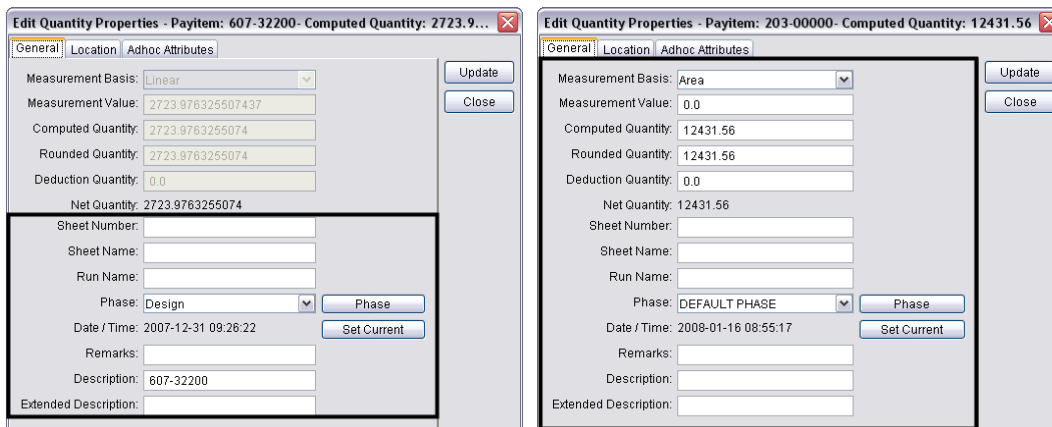 Edit Quantity Properties - Payitem: 607-32200- Computed Quantity: 2723.9...
General Location Adhoc Attributes
Measurement Basis: Linear
Update
Measurement Value: 2723.976325507437
Close
Computed Quantity: 2723.9763255074
Rounded Quantity: 2723.9763255074
Deduction Quantity: 0.0
Net Quantity: 2723.9763255074
Sheet Number:
Sheet Name:
Run Name:
Phase: Design Phase
Date / Time: 2007-12-31 09:26:22 Set Current
Remarks:
Description: 607-32200
Extended Description:
Edit Quantity Properties - Payitem: 203-00000- Computed Quantity: 12431.56
General Location Adhoc Attributes
Measurement Basis: Area
Update
Measurement Value: 0.0
Close
Computed Quantity: 12431.56
Rounded Quantity: 12431.56
Deduction Quantity: 0.0
Net Quantity: 12431.56
Sheet Number:
Sheet Name:
Run Name:
Phase: DEFAULT PHASE Phase
Date / Time: 2008-01-16 08:55:17 Set Current
Remarks:
Description:
Extended Description: